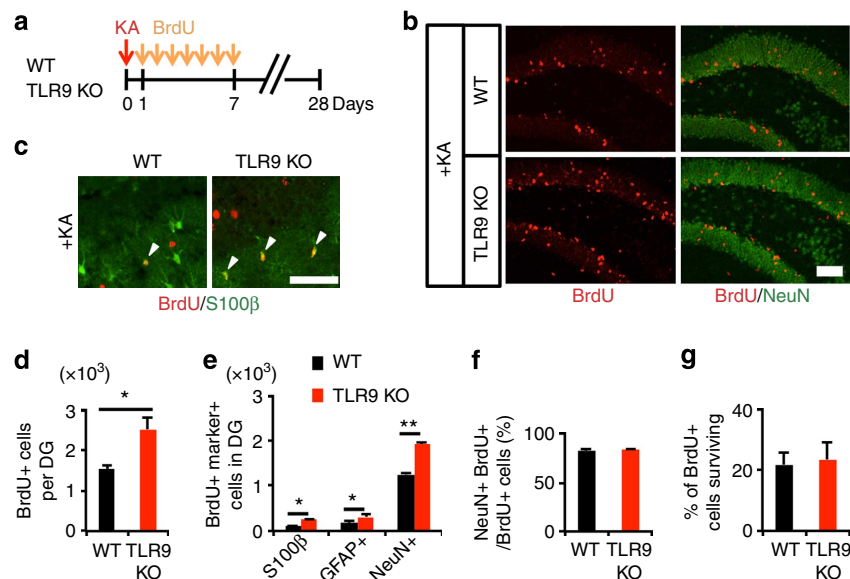 a
KA BrdU
WT
TLR9 KO
0 1 7 28 Days
b
+KA
WT
TLR9 KO
BrdU
BrdU/NeuN
c
WT TLR9 KO
+KA
BrdU/S100β
d
(×10³)
BrdU+ cells
per DG
3
2
1
0
*
WT TLR9
KO
e
(×10³)
WT
TLR9 KO
BrdU+ marker+
cells in DG
3
2
1
0
* * **
S100β GFAP+ NeuN+
f
NeuN+ BrdU+
/BrdU+ cells (%)
100
50
0
WT TLR9
KO
g
% of BrdU+
cells surviving
40
20
0
WT TLR9
KO